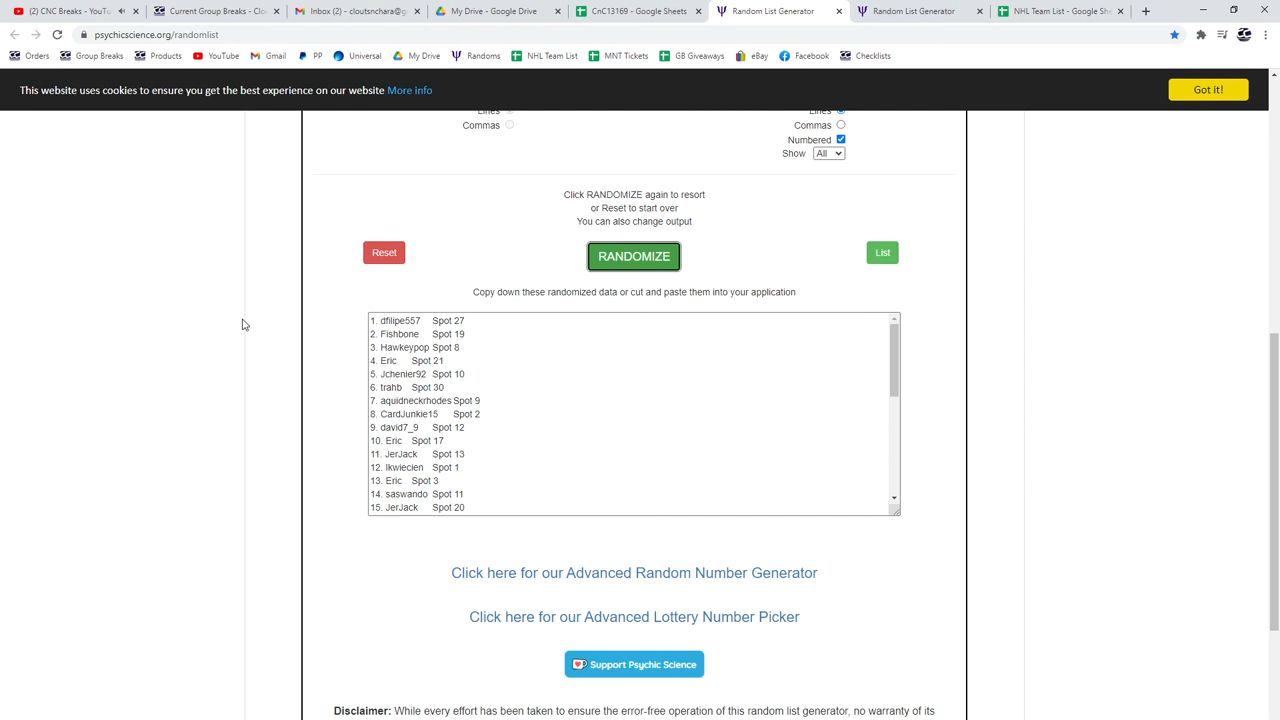 (2) CNC Breaks - YouTu
Current Group Breaks - Clo
Inbox (2) - cloutsnchara@g
My Drive - Google Drive
CnC13169 - Google Sheets
Random List Generator
Random List Generator
NHL Team List - Google Sh
psychicscience.org/randomlist
Orders Group Breaks Products YouTube Gmail PP Universal My Drive Randoms NHL Team List MNT Tickets GB Giveaways eBay Facebook Checklists
This website uses cookies to ensure you get the best experience on our website More info
Got it!
Lines Lines
Commas Commas
Numbered
Show All
Click RANDOMIZE again to resort
or Reset to start over
You can also change output
Reset RANDOMIZE List
Copy down these randomized data or cut and paste them into your application
1. dfilipe557 Spot 27
2. Fishbone Spot 19
3. Hawkeypop Spot 8
4. Eric Spot 21
5. Jchenier92 Spot 10
6. trahb Spot 30
7. aquidneckrhodes Spot 9
8. CardJunkie15 Spot 2
9. david7_9 Spot 12
10. Eric Spot 17
11. JerJack Spot 13
12. lkwiecien Spot 1
13. Eric Spot 3
14. saswando Spot 11
15. JerJack Spot 20
Click here for our Advanced Random Number Generator
Click here for our Advanced Lottery Number Picker
Support Psychic Science
Disclaimer: While every effort has been taken to ensure the error-free operation of this random list generator, no warranty of its